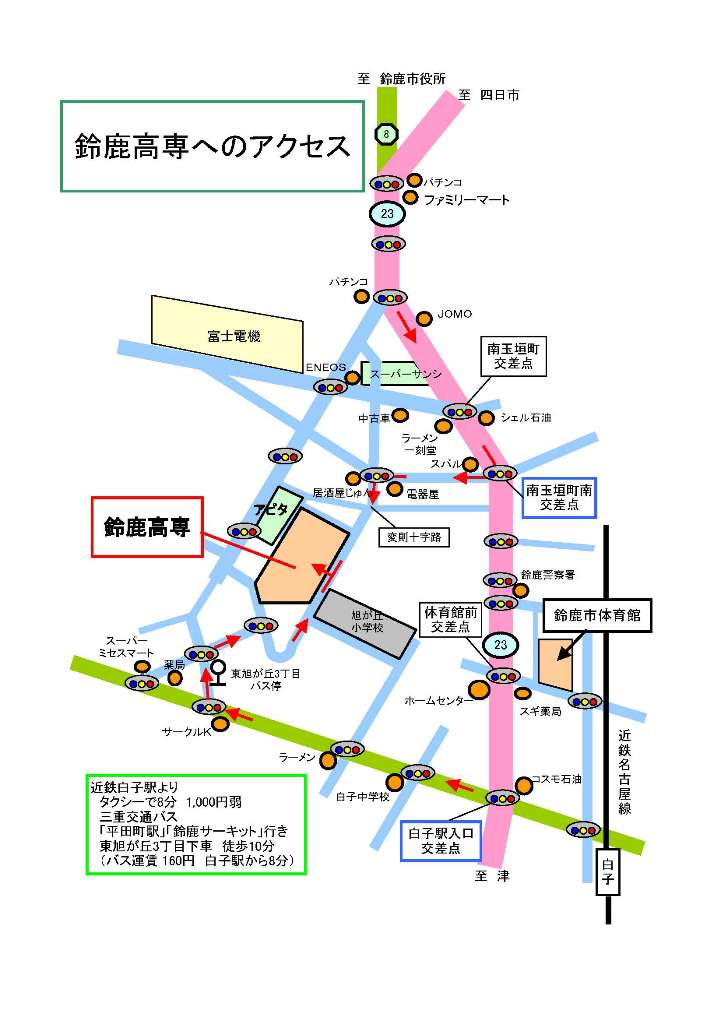 至 鈴鹿市役所
至 四日市
鈴鹿高専へのアクセス
8
パチンコ
ファミリーマート
23
パチンコ
JOMO
富士電機
南玉垣町
交差点
ENEOS
スーパーサンシ
中古車
シェル石油
ラーメン
一刻堂
スバル
居酒屋じゅん
電器屋
南玉垣町南
交差点
アピタ
鈴鹿高専
変則十字路
鈴鹿警察署
旭が丘
小学校
体育館前
交差点
鈴鹿市体育館
23
スーパー
ミセスマート
薬局
東旭が丘3丁目
バス停
ホームセンター
スギ薬局
サークルK
近鉄名古屋線
ラーメン
白子中学校
コスモ石油
近鉄白子駅より
タクシーで8分 1,000円弱
三重交通バス
「平田町駅」「鈴鹿サーキット」行き
東旭が丘3丁目下車 徒歩10分
(バス運賃 160円 白子駅から8分)
白子駅入口
交差点
白子
至 津